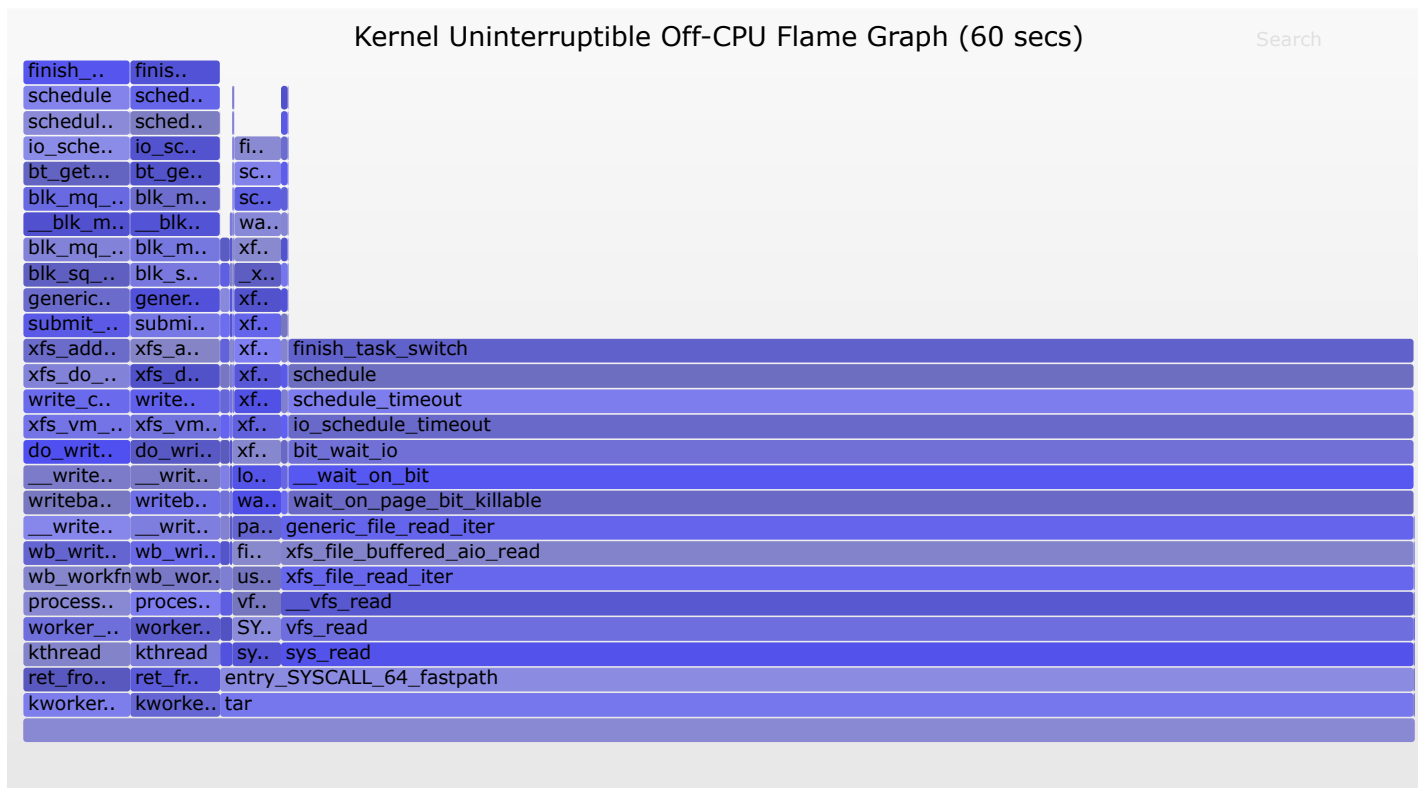 Kernel Uninterruptible Off-CPU Flame Graph (60 secs)
Search
finish_.. finis..
schedule sched..
schedul.. sched..
io_sche.. io_sc.. fi..
bt_get... bt_ge.. sc..
blk_mq_.. blk_m.. sc..
__blk_m.. __blk.. wa..
blk_mq_.. blk_m.. xf..
blk_sq_.. blk_s.. _x..
generic.. gener.. xf..
submit_.. submi.. xf..
xfs_add.. xfs_a.. xf.. finish_task_switch
xfs_do_.. xfs_d.. xf.. schedule
write_c.. write.. xf.. schedule_timeout
xfs_vm_.. xfs_vm.. xf.. io_schedule_timeout
do_writ.. do_wri.. xf.. bit_wait_io
__write.. __writ.. lo.. __wait_on_bit
writeba.. writeb.. wa.. wait_on_page_bit_killable
__write.. __writ.. pa.. generic_file_read_iter
wb_writ.. wb_wri.. fi.. xfs_file_buffered_aio_read
wb_workfn wb_wor.. us.. xfs_file_read_iter
process.. proces.. vf.. __vfs_read
worker_.. worker.. SY.. vfs_read
kthread kthread sy.. sys_read
ret_fro.. ret_fr.. entry_SYSCALL_64_fastpath
kworker.. kworke.. tar